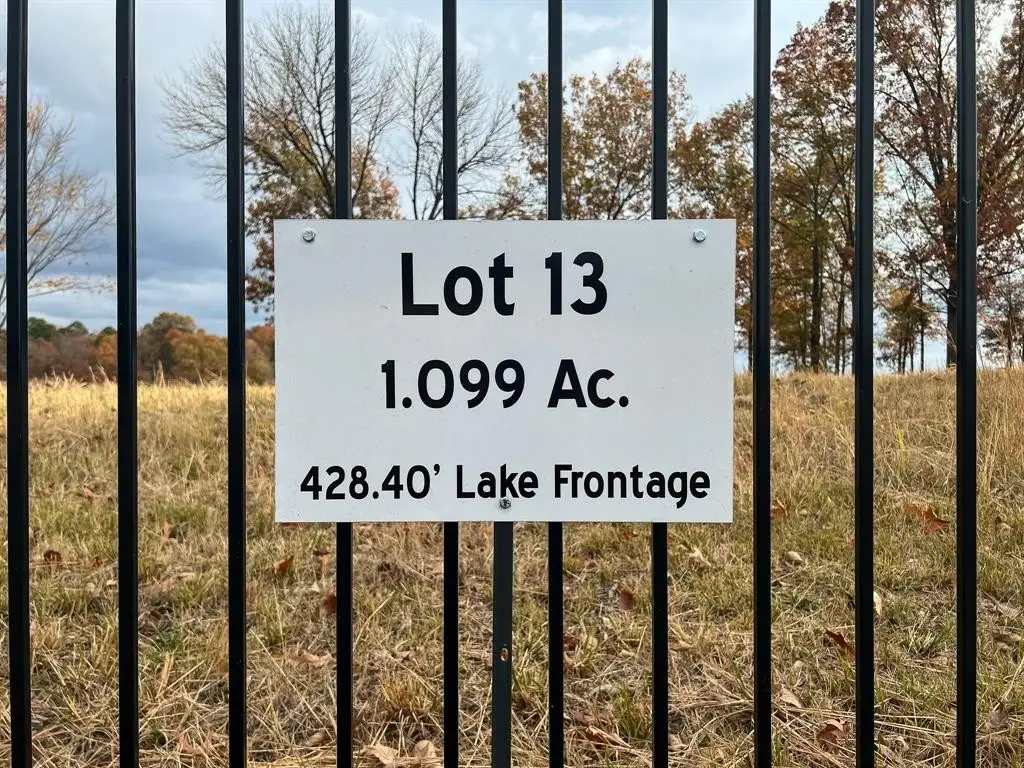 Lot 13
1.099 Ac.
428.40' Lake Frontage